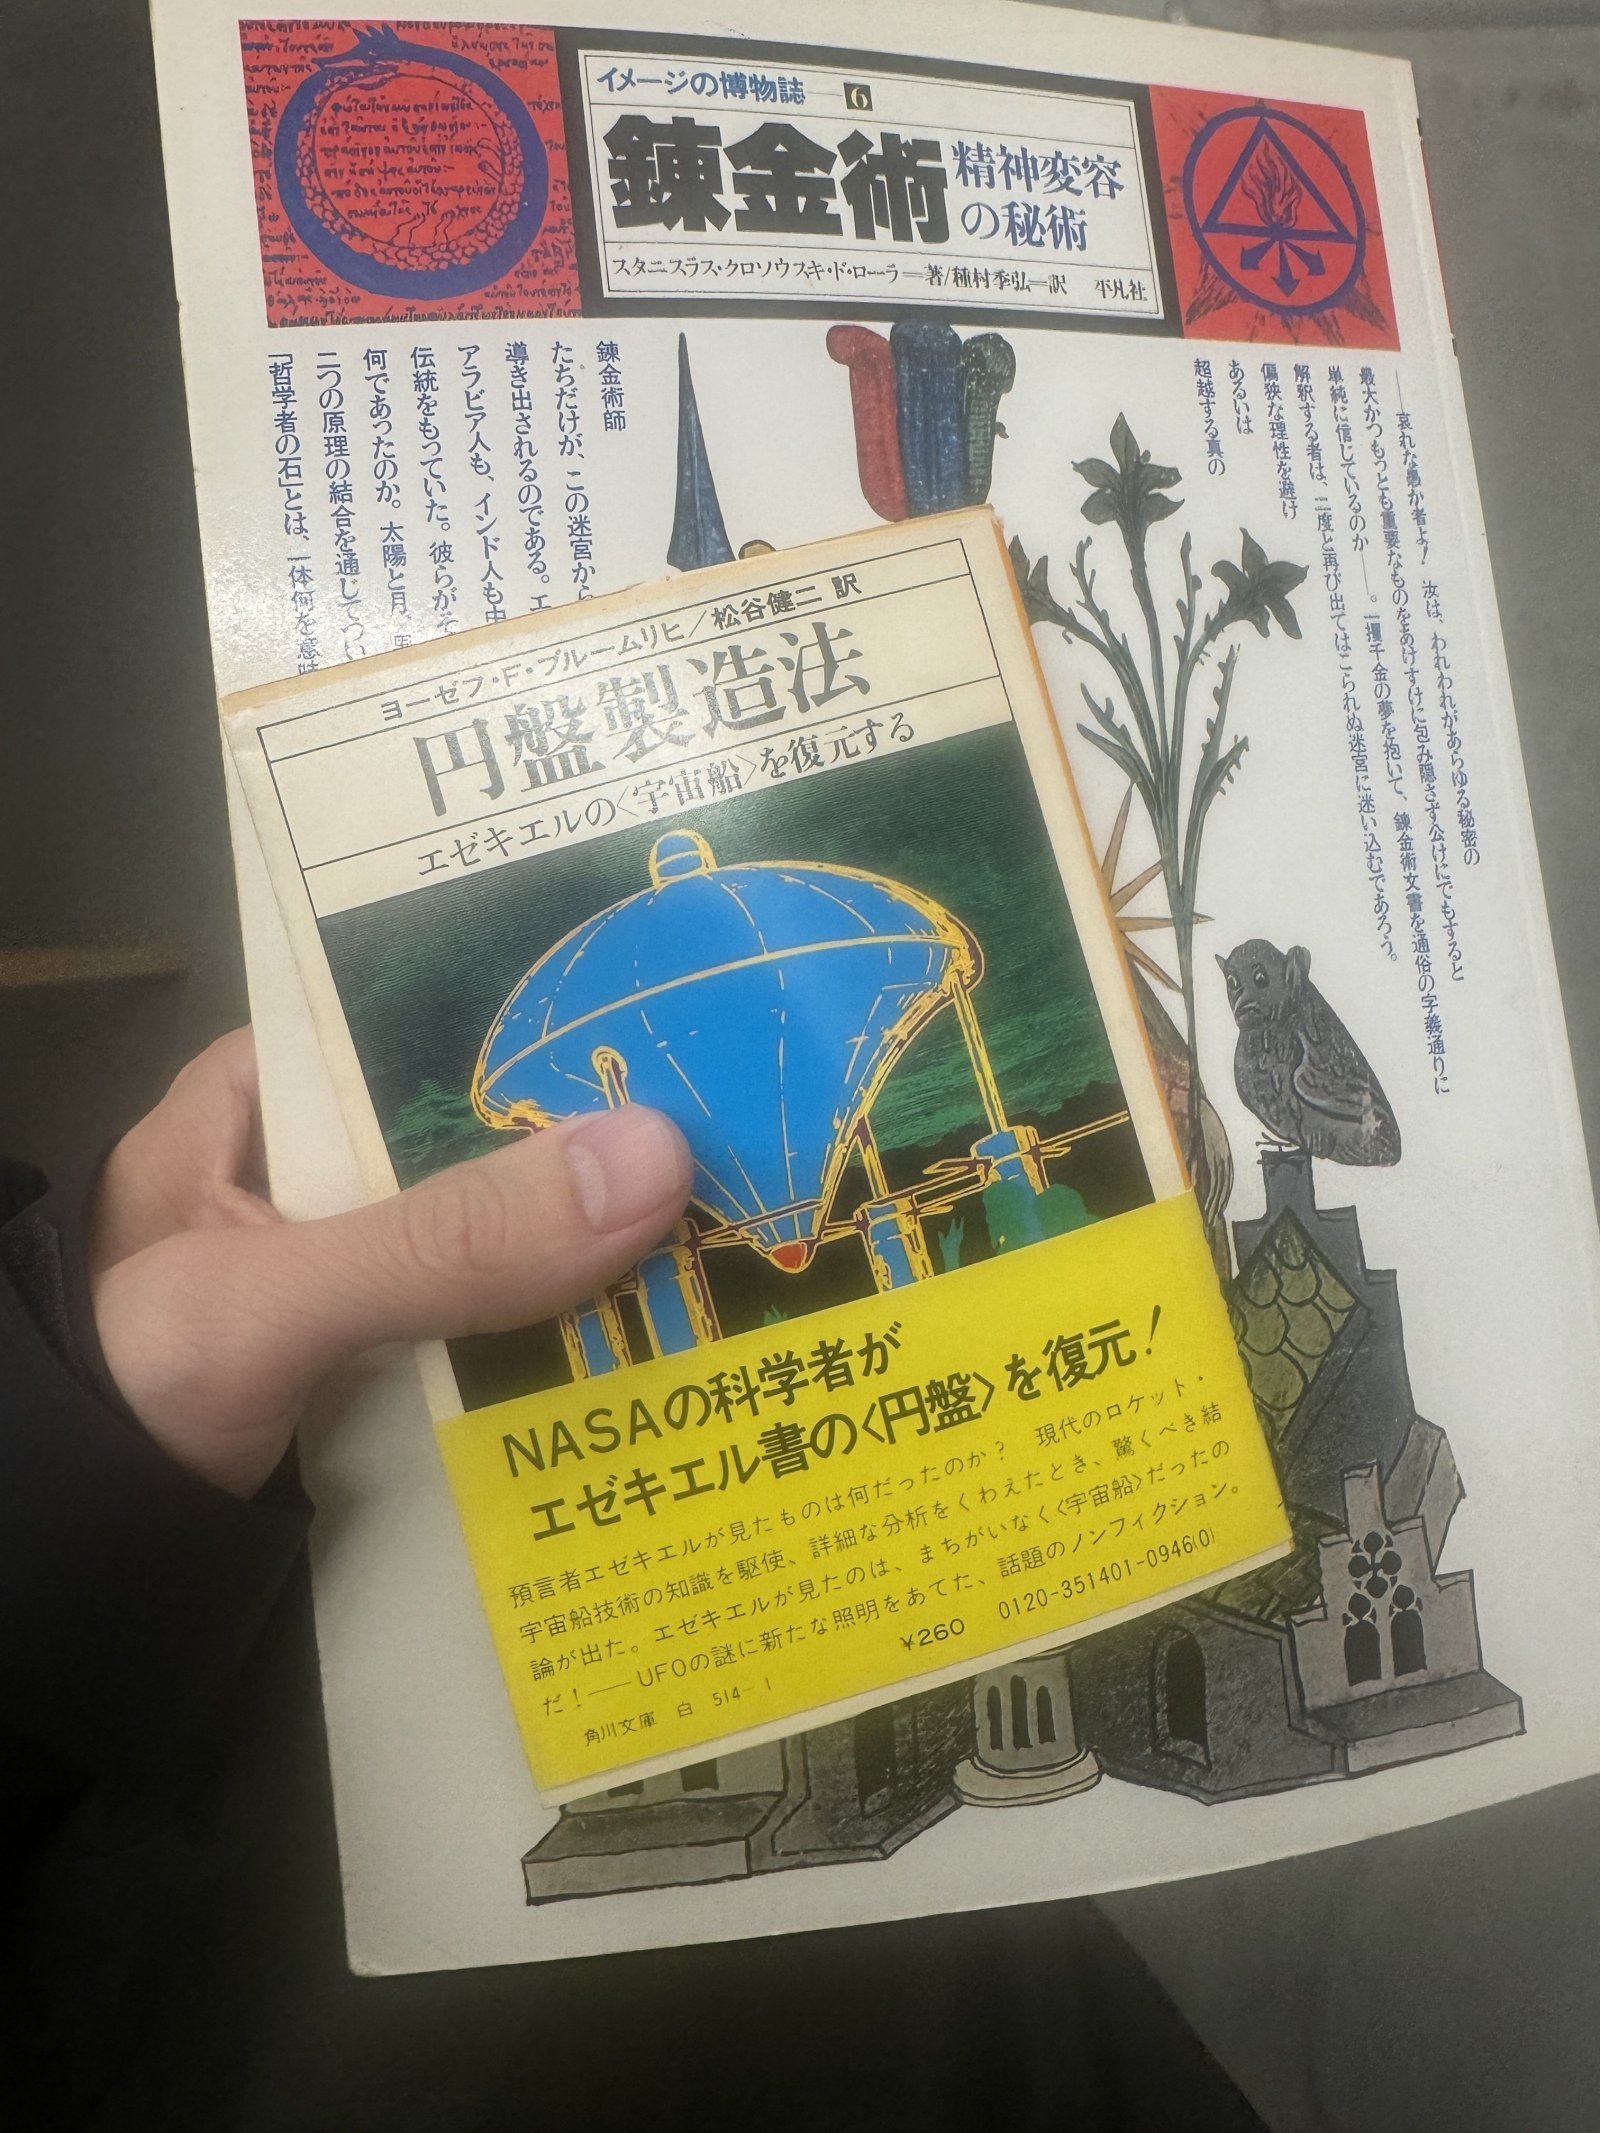 イメージの博物誌 6
錬金術 精神変容の秘術
スタニスラス・クロソウスキ・ド・ローラ=著/種村季弘=訳 平凡社
――哀れな愚か者よ! 汝は、われわれがあらゆる秘密の
最大かつもっとも重要なものをあけすけに包み隠さず公けにでもすると
単純に信じているのか――。一攫千金の夢を抱いて、錬金術文書を通俗の字義通りに
解釈する者は、二度と再び出てはこられぬ迷宮に迷い込むであろう。
偏狭な理性を避け
あるいは
超越する真の
錬金術師
たちだけが、この迷宮から
導き出されるのである。エ
アラビア人も、インド人も中
伝統をもっていた。彼らがそ
何であったのか。太陽と月、
二つの原理の結合を通じてつい
「哲学者の石」とは、一体何を意味
ヨーゼフ・F・ブルームリヒ/松谷健二 訳
円盤製造法
エゼキエルの〈宇宙船〉を復元する
NASAの科学者が
エゼキエル書の〈円盤〉を復元!
預言者エゼキエルが見たものは何だったのか? 現代のロケット・
宇宙船技術の知識を駆使、詳細な分析をくわえたとき、驚くべき結
論が出た。エゼキエルが見たのは、まちがいなく〈宇宙船〉だったの
だ!――UFOの謎に新たな照明をあてた、話題のノンフィクション。
¥260 0120-351401-0946(0)
角川文庫 白 514-1